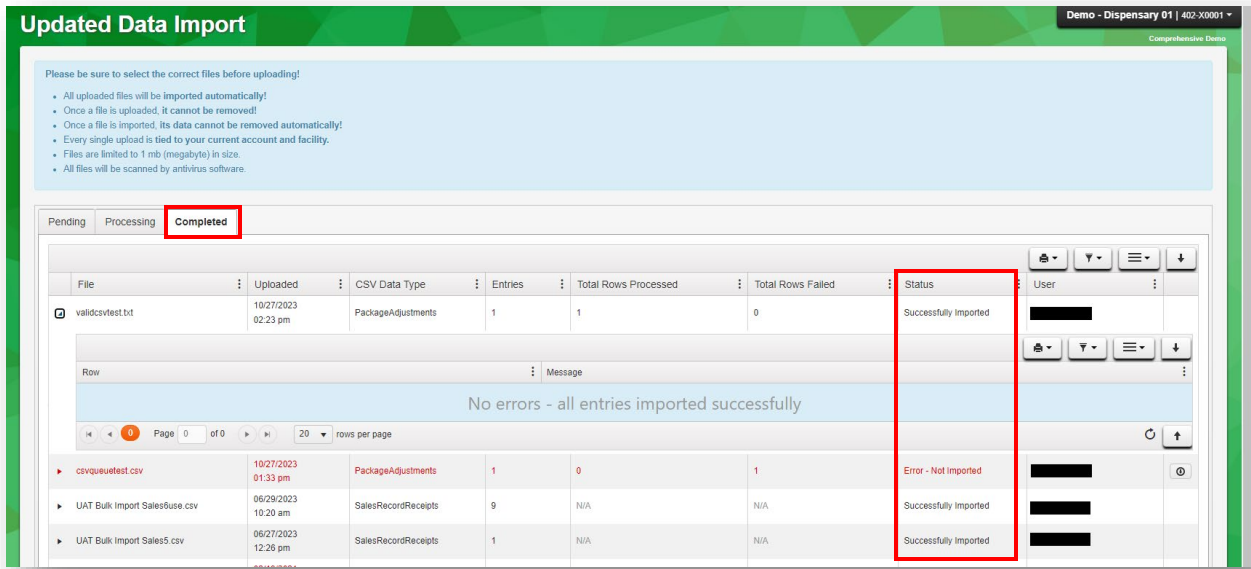 Updated Data Import
Demo - Dispensary 01 | 402-X0001
Comprehensive Demo
Please be sure to select the correct files before uploading!
• All uploaded files will be imported automatically!
• Once a file is uploaded, it cannot be removed!
• Once a file is imported, its data cannot be removed automatically!
• Every single upload is tied to your current account and facility.
• Files are limited to 1 mb (megabyte) in size.
• All files will be scanned by antivirus software.
Pending Processing Completed
File Uploaded CSV Data Type Entries Total Rows Processed Total Rows Failed Status User
validcsvtest.txt 10/27/2023 02:23 pm PackageAdjustments 1 1 0 Successfully Imported
Row Message
No errors - all entries imported successfully
0 Page 0 of 0 20 rows per page
csvqueuetest.csv 10/27/2023 01:33 pm PackageAdjustments 1 0 1 Error - Not Imported
UAT Bulk Import Sales6use.csv 06/29/2023 10:20 am SalesRecordReceipts 9 N/A N/A Successfully Imported
UAT Bulk Import Sales5.csv 06/27/2023 12:26 pm SalesRecordReceipts 1 N/A N/A Successfully Imported